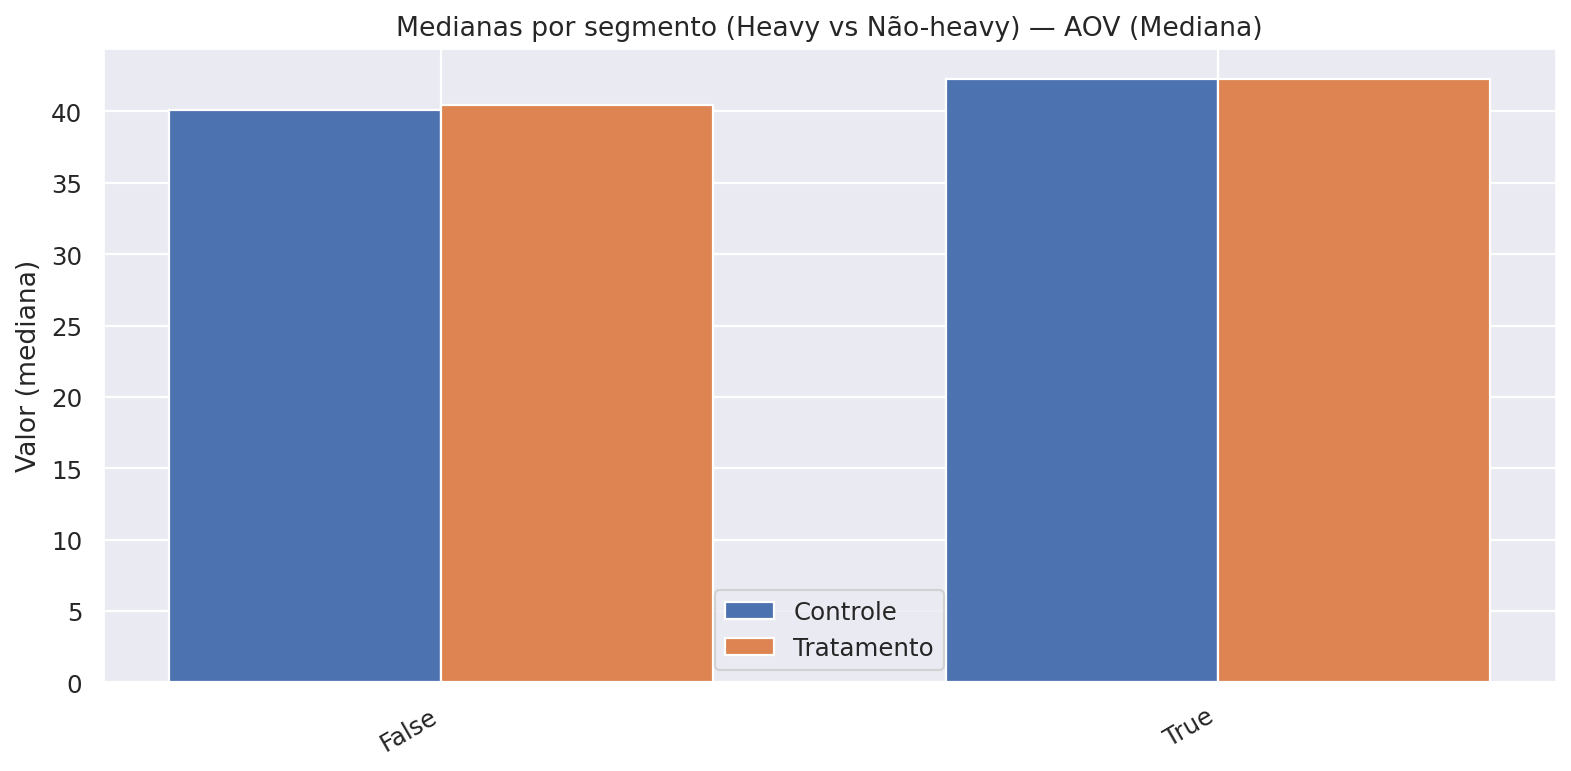 Medianas por segmento (Heavy vs Não-heavy) — AOV (Mediana)
Valor (mediana)
40
35
30
25
20
15
10
5
0
Controle
Tratamento
False
True